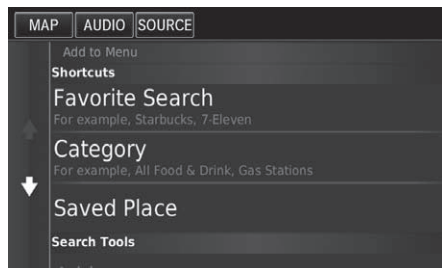 MAP AUDIO SOURCE
Add to Menu
Shortcuts
Favorite Search
For example, Starbucks, 7-Eleven
Category
For example, All Food & Drink, Gas Stations
Saved Place
Search Tools